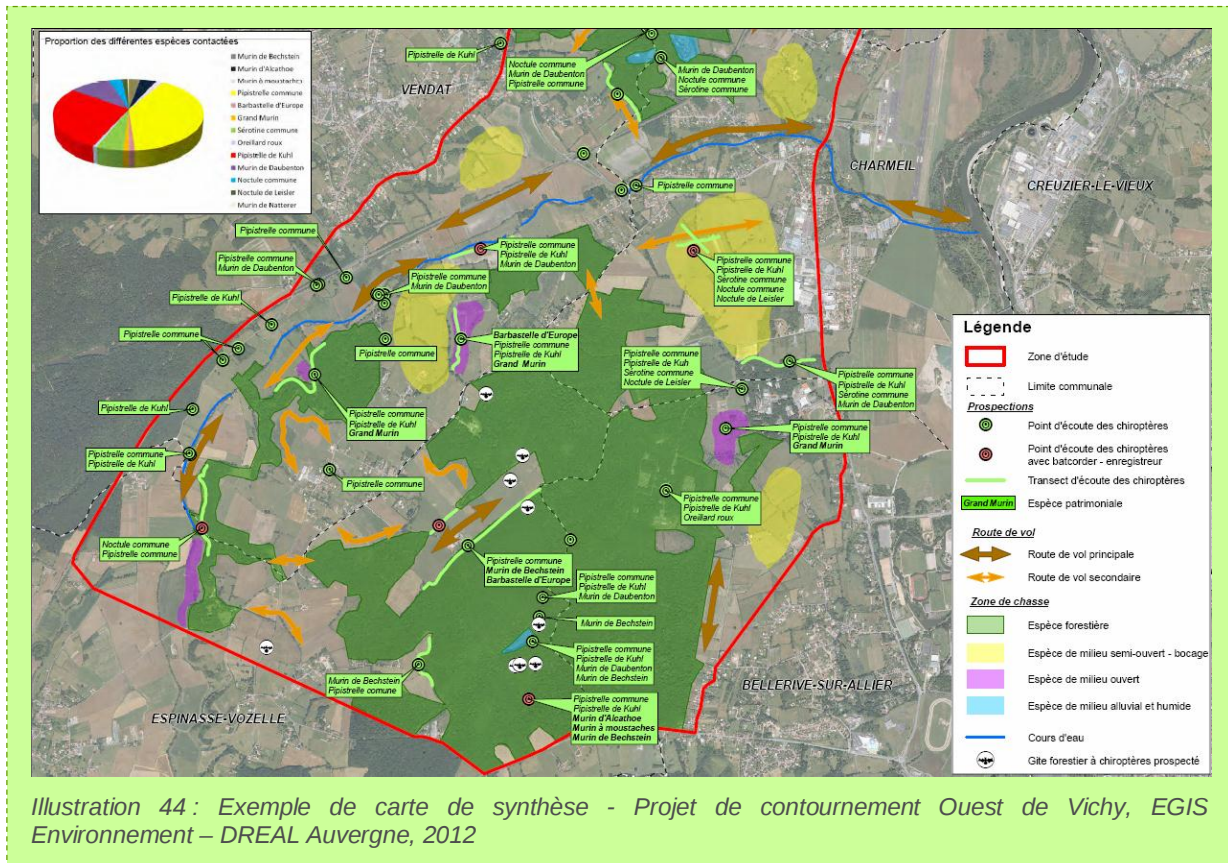 Proportion des différentes espèces contactées
Murin de Bechstein
Murin d'Alcathoe
Murin à moustaches
Pipistrelle commune
Barbastelle d'Europe
Grand Murin
Sérotine commune
Oreillard roux
Pipistelle de Kuhl
Murin de Daubenton
Noctule commune
Noctule de Leisler
Murin de Natterer
Pipistrelle de Kuhl
VENDAT
Noctule commune
Murin de Daubenton
Pipistrelle commune
Murin de Daubenton
Noctule commune
Sérotine commune
CHARMEIL
CREUZIER-LE-VIEUX
Pipistrelle commune
Pipistrelle commune
Pipistrelle commune
Murin de Daubenton
Pipistrelle de Kuhl
Pipistrelle commune
Pipistrelle commune
Pipistrelle de Kuhl
Murin de Daubenton
Pipistrelle commune
Murin de Daubenton
Pipistrelle commune
Pipistrelle de Kuhl
Sérotine commune
Noctule commune
Noctule de Leisler
Pipistrelle commune
Barbastelle d'Europe
Pipistrelle commune
Pipistrelle de Kuhl
Grand Murin
Pipistrelle commune
Pipistrelle de Kuh
Sérotine commune
Noctule de Leisler
Pipistrelle commune
Pipistrelle de Kuhl
Sérotine commune
Murin de Daubenton
Pipistrelle de Kuhl
Pipistrelle commune
Pipistrelle de Kuhl
Grand Murin
Pipistrelle commune
Pipistrelle de Kuhl
Grand Murin
Pipistrelle commune
Pipistrelle de Kuhl
Pipistrelle commune
Pipistrelle commune
Pipistrelle de Kuhl
Oreillard roux
Noctule commune
Pipistrelle commune
Pipistrelle commune
Murin de Bechstein
Barbastelle d'Europe
Pipistrelle commune
Pipistrelle de Kuhl
Murin de Daubenton
Murin de Bechstein
Pipistrelle commune
Pipistrelle de Kuhl
Murin de Daubenton
Murin de Bechstein
Murin de Bechstein
Pipistrelle comune
Pipistrelle commune
Pipistrelle de Kuhl
Murin d'Alcathoe
Murin à moustaches
Murin de Bechstein
ESPINASSE-VOZELLE
BELLERIVE-SUR-ALLIER
Légende
Zone d'étude
Limite communale
Prospections
Point d'écoute des chiroptères
Point d'écoute des chiroptères
avec batcorder - enregistreur
Transect d'écoute des chiroptères
Grand Murin Espèce patrimoniale
Route de vol
Route de vol principale
Route de vol secondaire
Zone de chasse
Espèce forestière
Espèce de milieu semi-ouvert - bocage
Espèce de milieu ouvert
Espèce de milieu alluvial et humide
Cours d'eau
Gite forestier à chiroptères prospecté
Illustration 44 : Exemple de carte de synthèse - Projet de contournement Ouest de Vichy, EGIS
Environnement – DREAL Auvergne, 2012